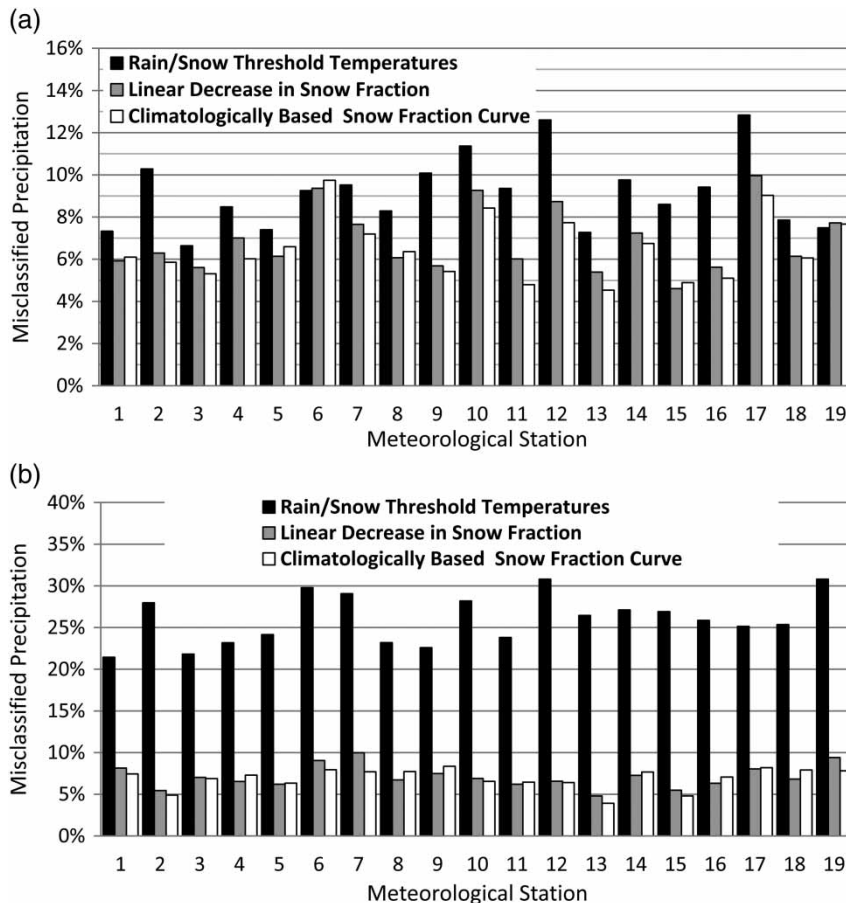 (a)
16%
14%
12%
10%
8%
6%
4%
2%
0%
Misclassified Precipitation
Rain/Snow Threshold Temperatures
Linear Decrease in Snow Fraction
Climatologically Based Snow Fraction Curve
1 2 3 4 5 6 7 8 9 10 11 12 13 14 15 16 17 18 19
Meteorological Station
(b)
40%
35%
30%
25%
20%
15%
10%
5%
0%
Misclassified Precipitation
Rain/Snow Threshold Temperatures
Linear Decrease in Snow Fraction
Climatologically Based Snow Fraction Curve
1 2 3 4 5 6 7 8 9 10 11 12 13 14 15 16 17 18 19
Meteorological Station